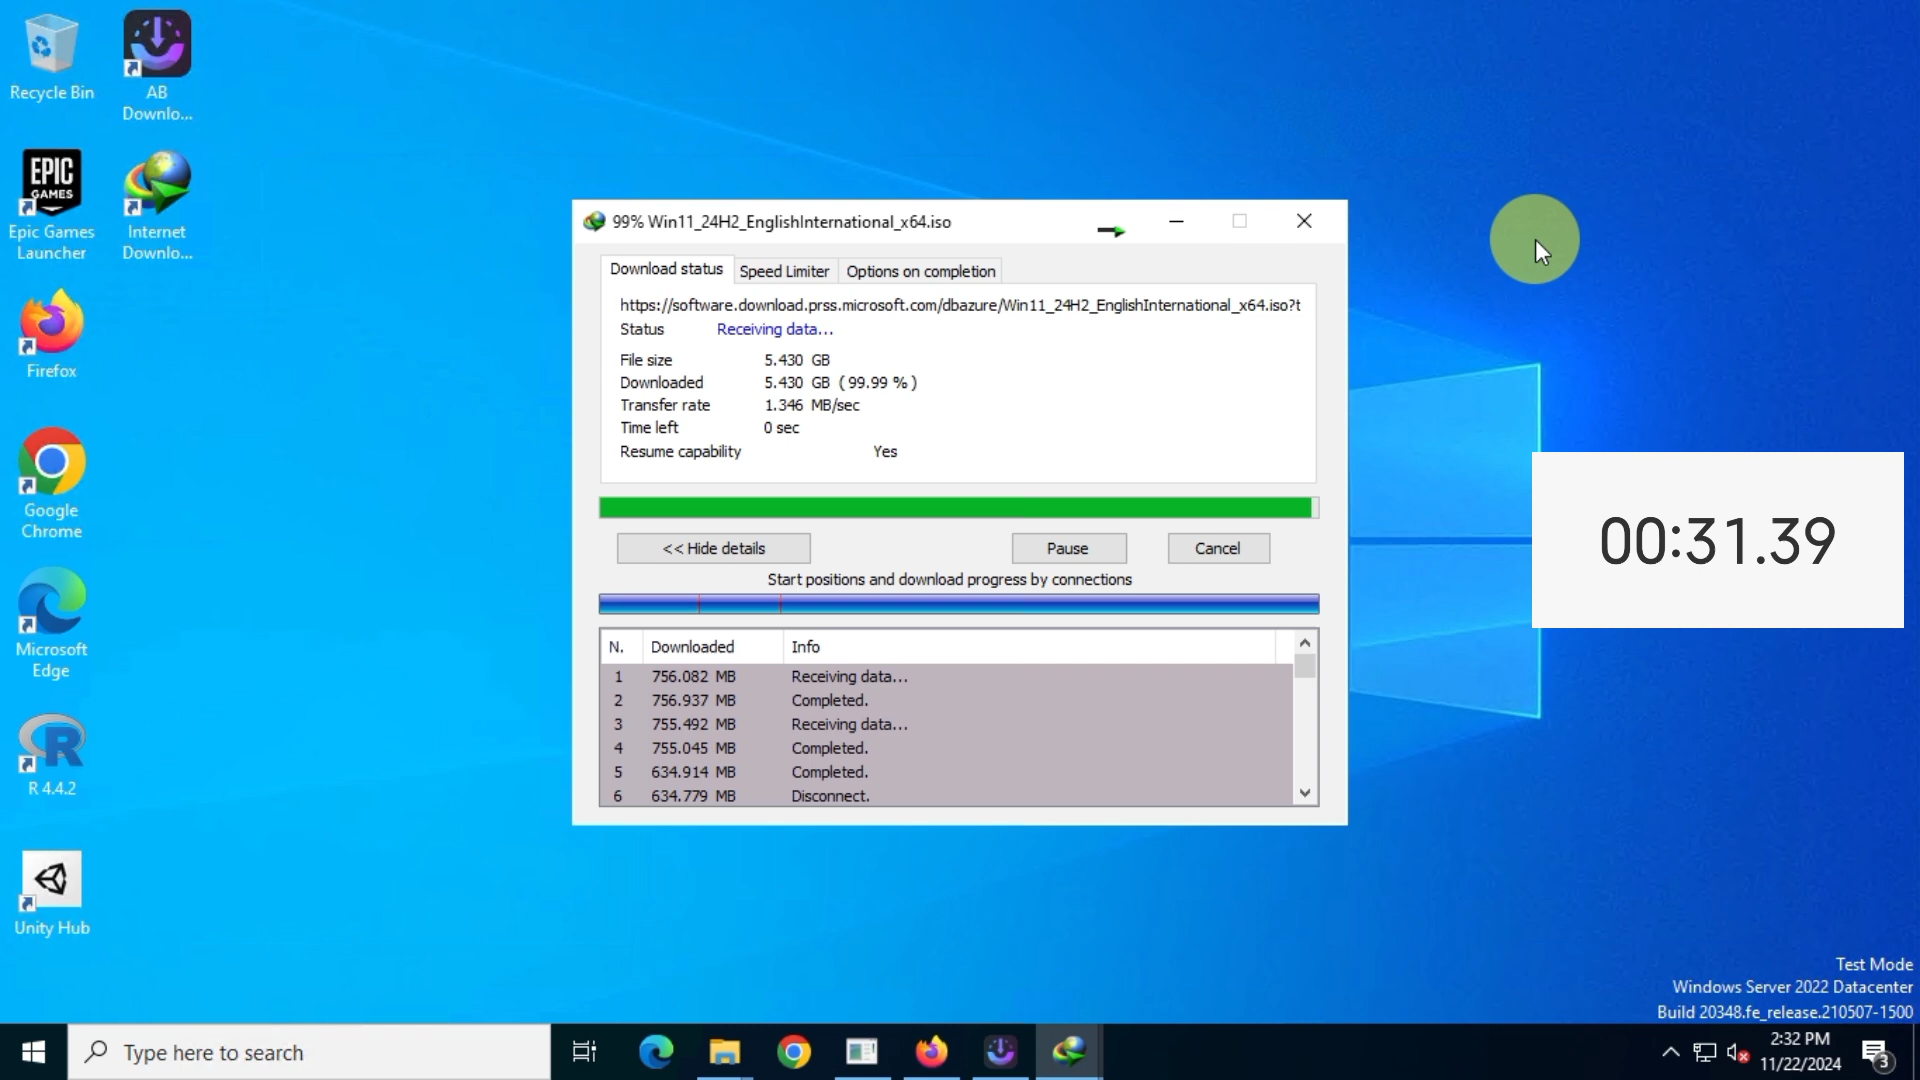 Recycle Bin
AB
Downlo...
EPIC
GAMES
Epic Games
Launcher
Internet
Downlo...
Firefox
Google
Chrome
Microsoft
Edge
R 4.4.2
Unity Hub
99% Win11_24H2_EnglishInternational_x64.iso
Download status
Speed Limiter
Options on completion
https://software.download.prss.microsoft.com/dbazure/Win11_24H2_EnglishInternational_x64.iso?t
Status Receiving data...
File size 5.430 GB
Downloaded 5.430 GB ( 99.99 % )
Transfer rate 1.346 MB/sec
Time left 0 sec
Resume capability Yes
<< Hide details
Pause
Cancel
Start positions and download progress by connections
N. Downloaded Info
1 756.082 MB Receiving data...
2 756.937 MB Completed.
3 755.492 MB Receiving data...
4 755.045 MB Completed.
5 634.914 MB Completed.
6 634.779 MB Disconnect.
00:31.39
Test Mode
Windows Server 2022 Datacenter
Build 20348.fe_release.210507-1500
Type here to search
2:32 PM
11/22/2024
3